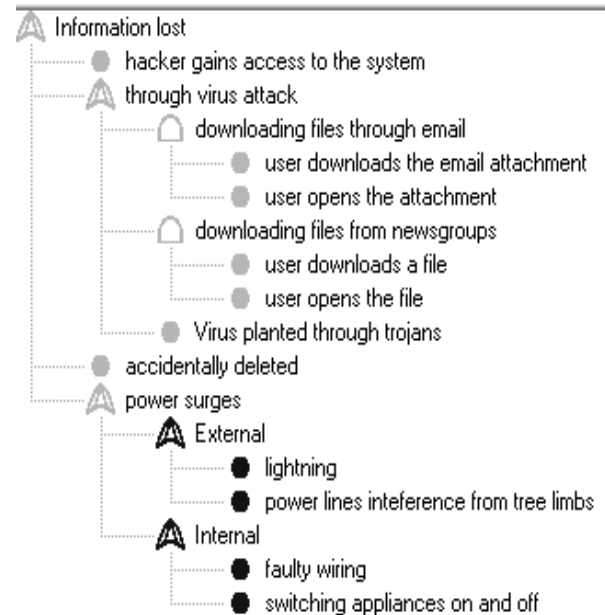 Information lost
hacker gains access to the system
through virus attack
downloading files through email
user downloads the email attachment
user opens the attachment
downloading files from newsgroups
user downloads a file
user opens the file
Virus planted through trojans
accidentally deleted
power surges
External
lightning
power lines inteference from tree limbs
Internal
faulty wiring
switching appliances on and off